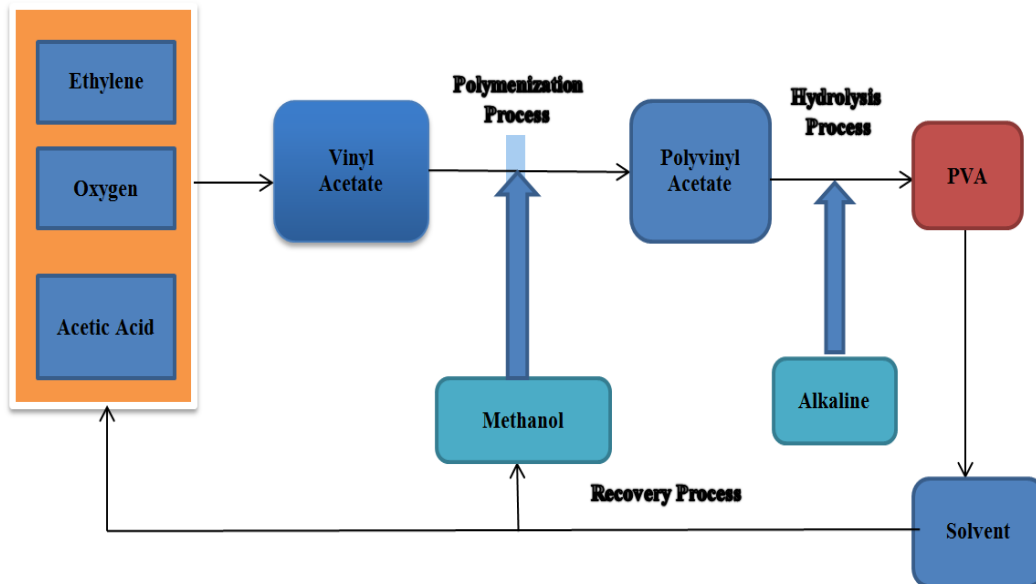 Ethylene
Oxygen
Acetic Acid
Vinyl
Acetate
Polymenization
Process
Polyvinyl
Acetate
Hydrolysis
Process
PVA
Methanol
Alkaline
Recovery Process
Solvent